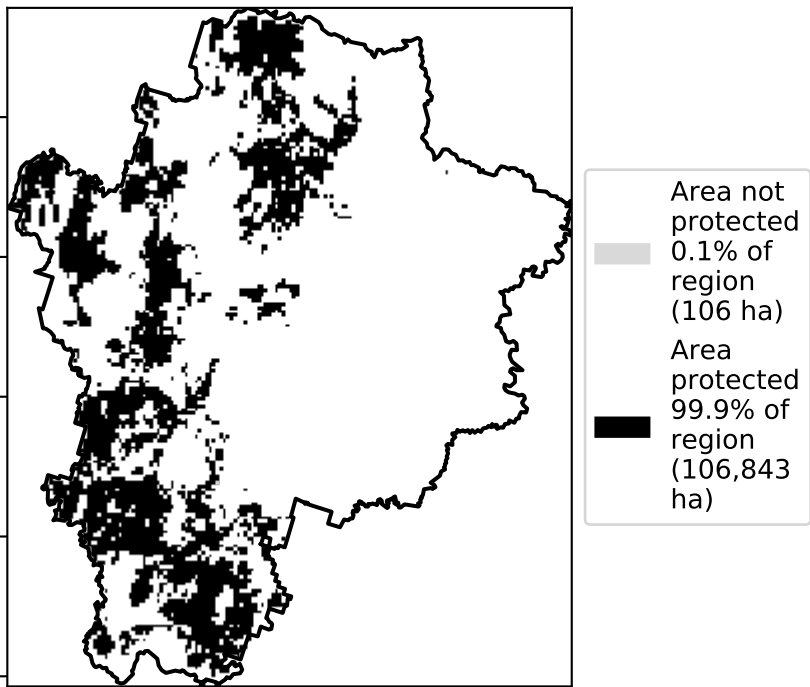 Area not
protected
0.1% of
region
(106 ha)
Area
protected
99.9% of
region
(106,843
ha)